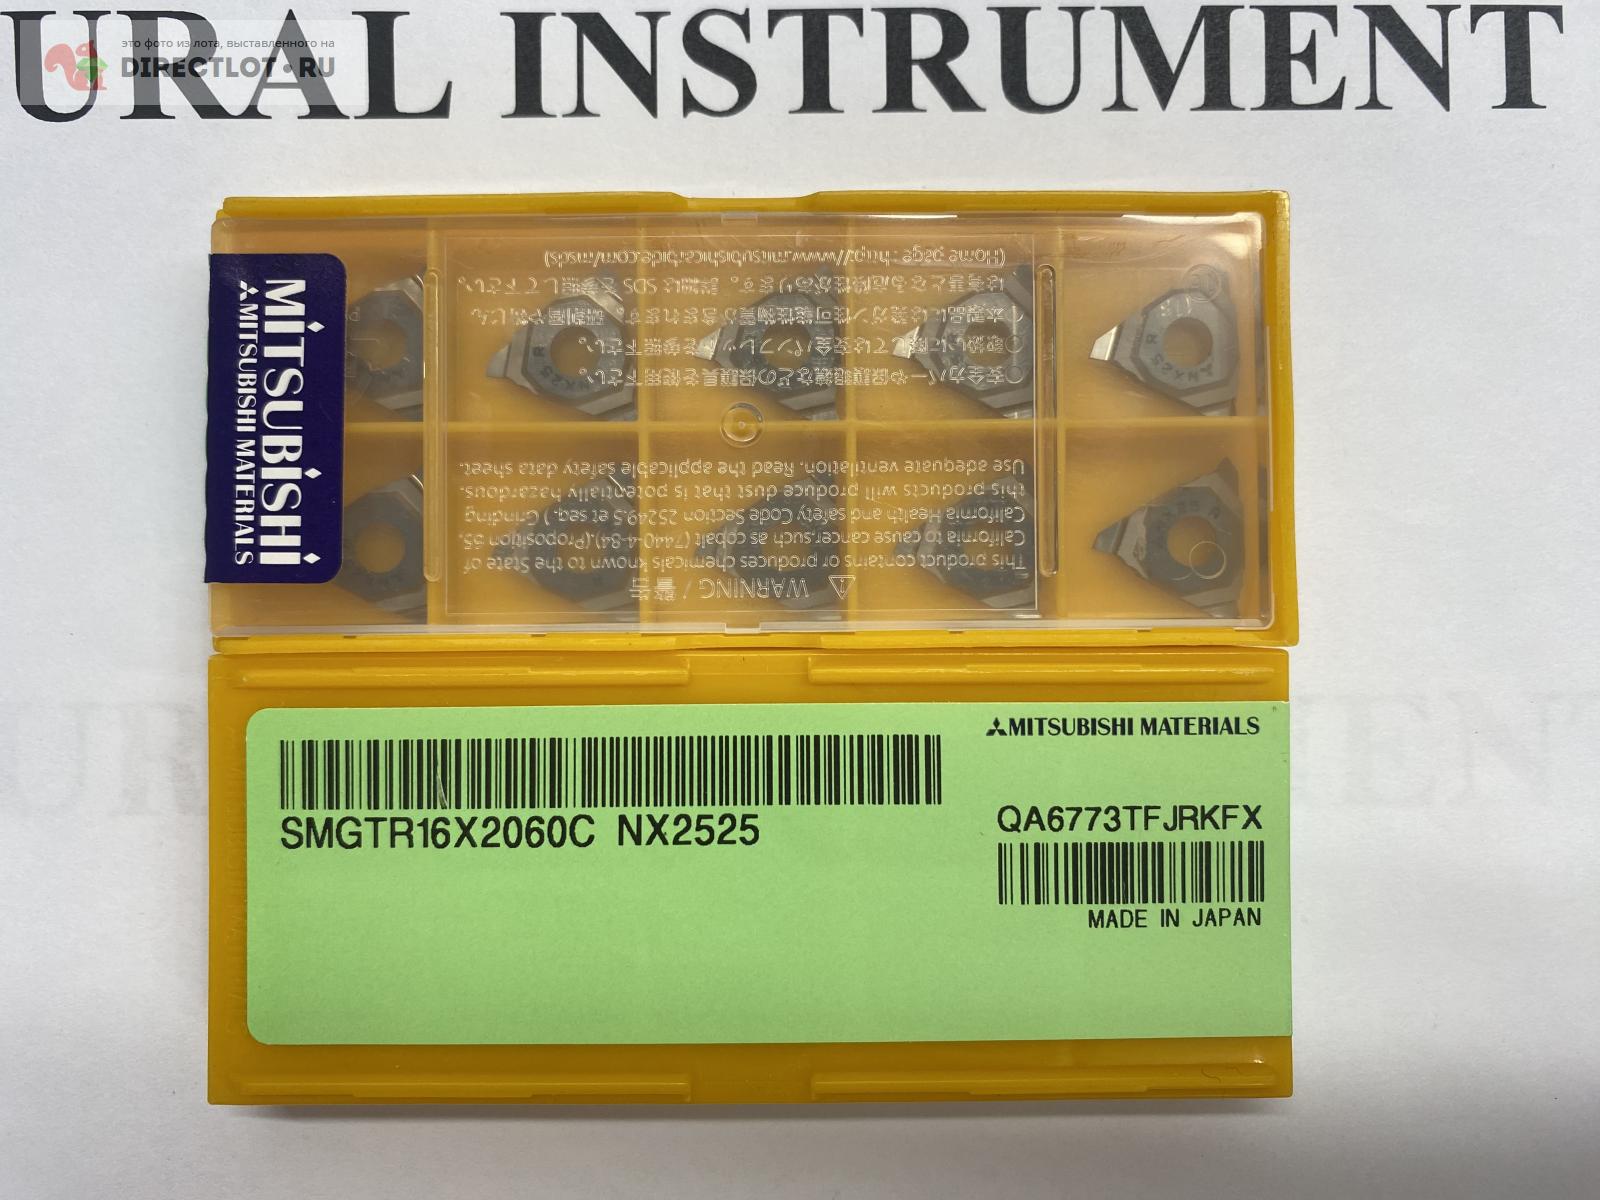 URAL INSTRUMENT
это фото из лота, выставленного на
DIRECTLOT.RU
MITSUBISHI
MITSUBISHI MATERIALS
(Home page : http://www.mitsubishicarbide.com/msds)
WARNING / 警告
This products contains or produces chemicals known to the State of
California to cause cancer,such as cobalt (7440-4-84).(Proposition 65.
California Health and safety Code Section 25249.5 et seq. ) Grinding
this products will produce dust that is potentially hazardous.
Use adequate ventilation. Read the applicable safety data sheet.
R
NX25
MITSUBISHI MATERIALS
SMGTR16X2060C NX2525
QA6773TFJRKFX
MADE IN JAPAN